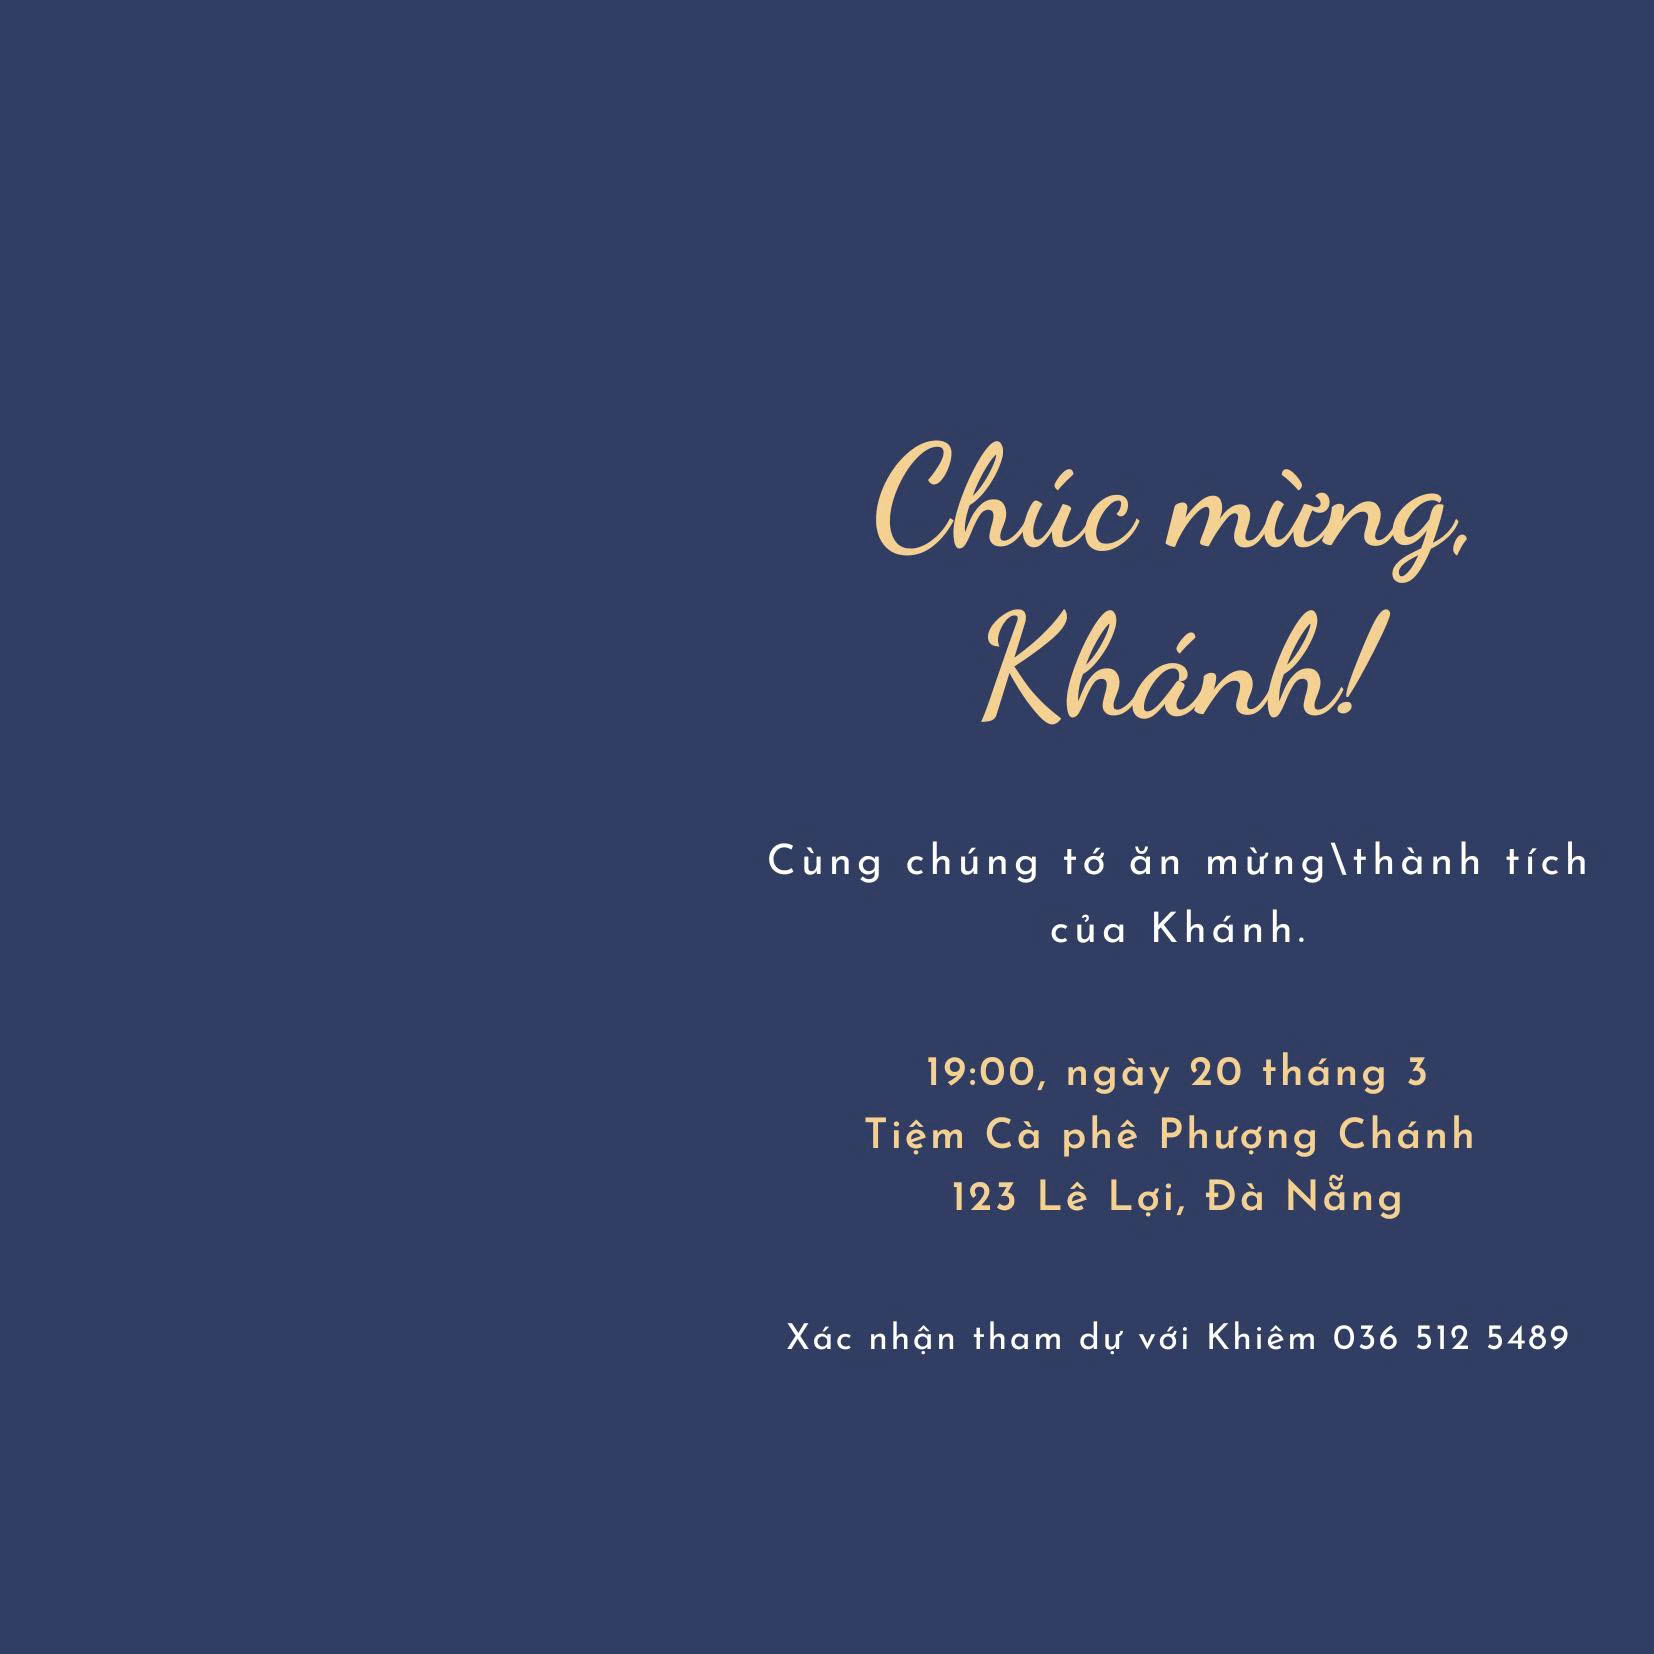 Chúc mừng,
Khánh!
Cùng chúng tớ ăn mừng\thành tích
của Khánh.
19:00, ngày 20 tháng 3
Tiệm Cà phê Phượng Chánh
123 Lê Lợi, Đà Nẵng
Xác nhận tham dự với Khiêm 036 512 5489